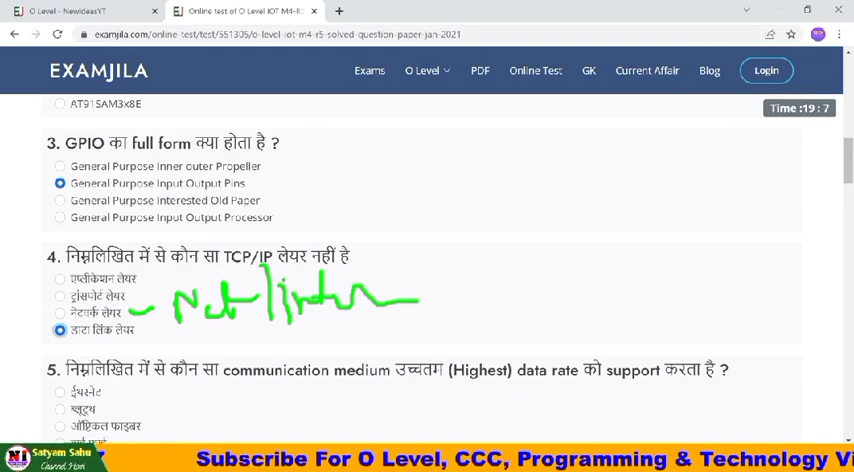 O Level - NewideasYT
Online test of O Level IOT M4-R5
examjila.com/online-test/test/551305/o-level-iot-m4-r5-solved-question-paper-jan-2021
EXAMJILA
Exams
O Level
PDF
Online Test
GK
Current Affair
Blog
Login
AT91SAM3x8E
Time :19 : 7
3. GPIO का full form क्या होता है ?
General Purpose Inner outer Propeller
General Purpose Input Output Pins
General Purpose Interested Old Paper
General Purpose Input Output Processor
4. निम्नलिखित में से कौन सा TCP/IP लेयर नहीं है
एप्लीकेशन लेयर
ट्रांसपोर्ट लेयर
नेटवर्क लेयर
डाटा लिंक लेयर
5. निम्नलिखित में से कौन सा communication medium उच्चतम (Highest) data rate को support करता है ?
ईथरनेट
ब्लूटूथ
ऑप्टिकल फाइबर
Satyam Sahu
Channel Host
Subscribe For O Level, CCC, Programming & Technology Vi